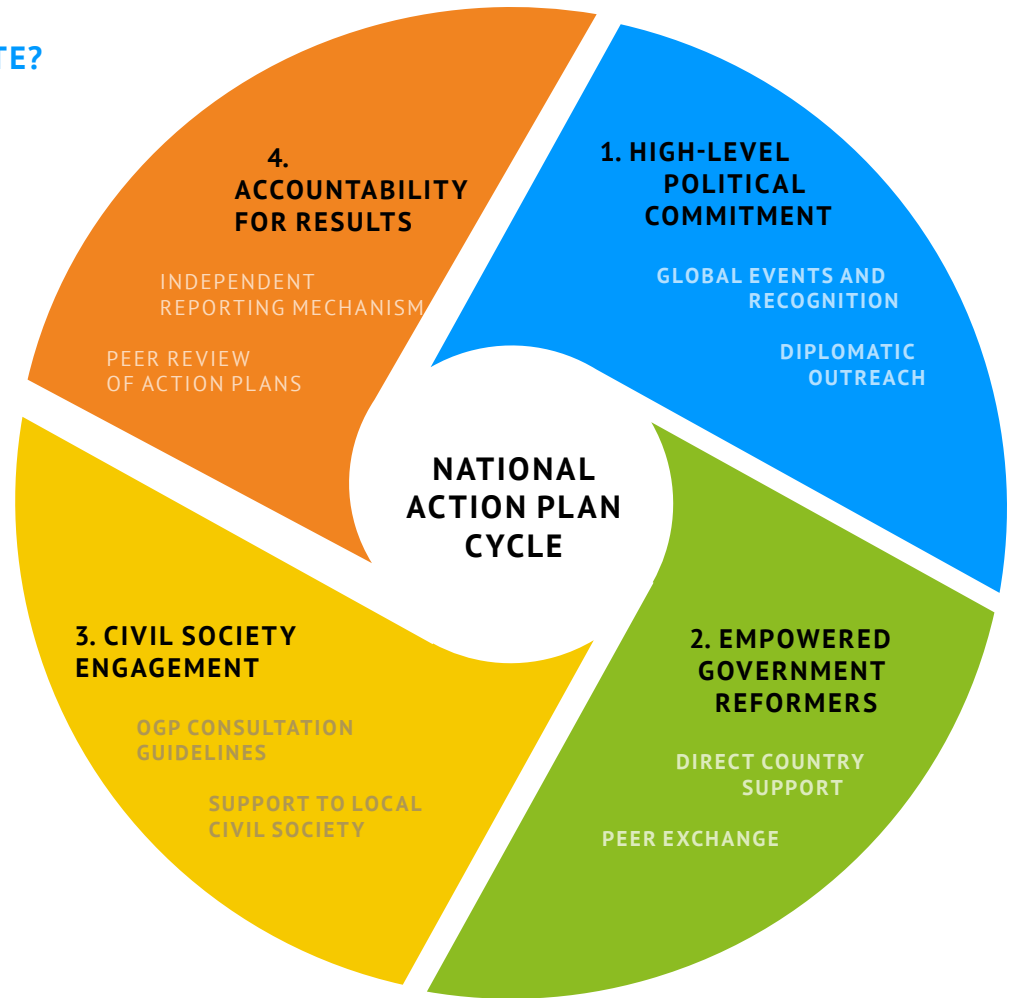 TE?
1. HIGH-LEVEL
POLITICAL
COMMITMENT
GLOBAL EVENTS AND
RECOGNITION
DIPLOMATIC
OUTREACH
2. EMPOWERED
GOVERNMENT
REFORMERS
DIRECT COUNTRY
SUPPORT
PEER EXCHANGE
3. CIVIL SOCIETY
ENGAGEMENT
OGP CONSULTATION
GUIDELINES
SUPPORT TO LOCAL
CIVIL SOCIETY
4.
ACCOUNTABILITY
FOR RESULTS
INDEPENDENT
REPORTING MECHANISM
PEER REVIEW
OF ACTION PLANS
NATIONAL
ACTION PLAN
CYCLE